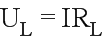 U_L = IR_L